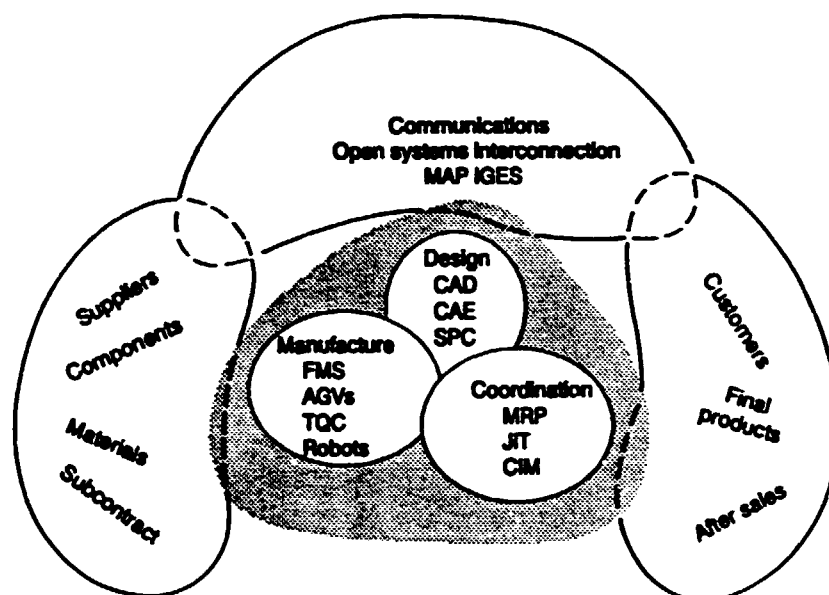 Communications
Open systems interconnection
MAP IGES
Suppliers
Components
Materials
Subcontract
Design
CAD
CAE
SPC
Manufacture
FMS
AGVs
TQC
Robots
Coordination
MRP
JIT
CIM
Customers
Final
products
After sales